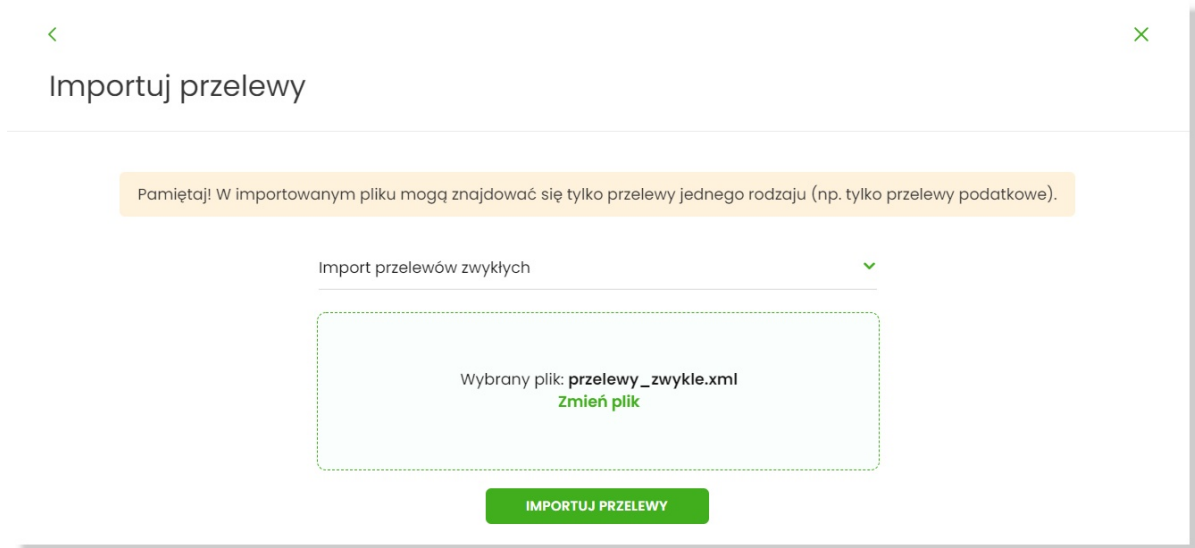 Importuj przelewy
Pamiętaj! W importowanym pliku mogą znajdować się tylko przelewy jednego rodzaju (np. tylko przelewy podatkowe).
Import przelewów zwykłych
Wybrany plik: przelewy_zwykle.xml
Zmień plik
IMPORTUJ PRZELEWY